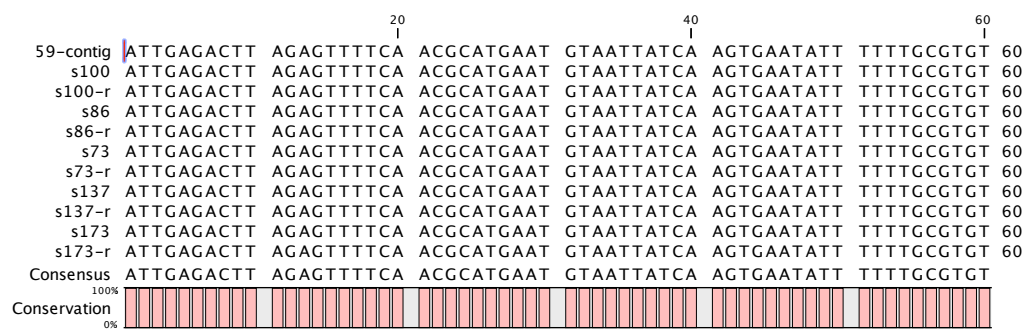 20 40 60
59-contig ATTGAGACTT AGAGTTTTCA ACGCATGAAT GTAATTATCA AGTGAATATT TTTTGCGTGT 60
s100 ATTGAGACTT AGAGTTTTCA ACGCATGAAT GTAATTATCA AGTGAATATT TTTTGCGTGT 60
s100-r ATTGAGACTT AGAGTTTTCA ACGCATGAAT GTAATTATCA AGTGAATATT TTTTGCGTGT 60
s86 ATTGAGACTT AGAGTTTTCA ACGCATGAAT GTAATTATCA AGTGAATATT TTTTGCGTGT 60
s86-r ATTGAGACTT AGAGTTTTCA ACGCATGAAT GTAATTATCA AGTGAATATT TTTTGCGTGT 60
s73 ATTGAGACTT AGAGTTTTCA ACGCATGAAT GTAATTATCA AGTGAATATT TTTTGCGTGT 60
s73-r ATTGAGACTT AGAGTTTTCA ACGCATGAAT GTAATTATCA AGTGAATATT TTTTGCGTGT 60
s137 ATTGAGACTT AGAGTTTTCA ACGCATGAAT GTAATTATCA AGTGAATATT TTTTGCGTGT 60
s137-r ATTGAGACTT AGAGTTTTCA ACGCATGAAT GTAATTATCA AGTGAATATT TTTTGCGTGT 60
s173 ATTGAGACTT AGAGTTTTCA ACGCATGAAT GTAATTATCA AGTGAATATT TTTTGCGTGT 60
s173-r ATTGAGACTT AGAGTTTTCA ACGCATGAAT GTAATTATCA AGTGAATATT TTTTGCGTGT 60
Consensus ATTGAGACTT AGAGTTTTCA ACGCATGAAT GTAATTATCA AGTGAATATT TTTTGCGTGT
100%
Conservation
0%